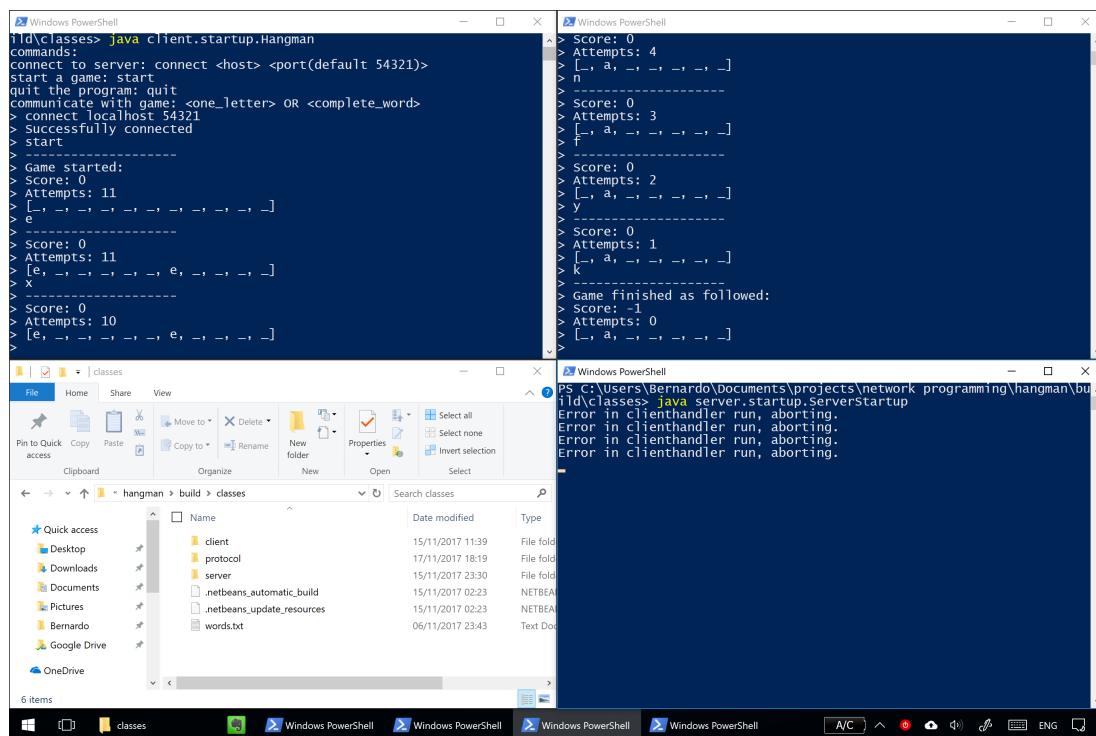 Windows PowerShell
ild\classes> java client.startup.Hangman
commands:
connect to server: connect <host> <port(default 54321)>
start a game: start
quit the program: quit
communicate with game: <one_letter> OR <complete_word>
> connect localhost 54321
> Successfully connected
> start
> --------------------
> Game started:
> Score: 0
> Attempts: 11
> [_, _, _, _, _, _, _, _, _, _, _]
> e
> --------------------
> Score: 0
> Attempts: 11
> [e, _, _, _, _, _, e, _, _, _, _]
> x
> --------------------
> Score: 0
> Attempts: 10
> [e, _, _, _, _, _, e, _, _, _, _]
>
Windows PowerShell
> Score: 0
> Attempts: 4
> [_, a, _, _, _, _, _]
> n
> --------------------
> Score: 0
> Attempts: 3
> [_, a, _, _, _, _, _]
> f
> --------------------
> Score: 0
> Attempts: 2
> [_, a, _, _, _, _, _]
> y
> --------------------
> Score: 0
> Attempts: 1
> [_, a, _, _, _, _, _]
> k
> --------------------
> Game finished as followed:
> Score: -1
> Attempts: 0
> [_, a, _, _, _, _, _]
>
classes
File Home Share View
Pin to Quick access
Copy
Paste
Move to
Copy to
Delete
Rename
New folder
Properties
Select all
Select none
Invert selection
Clipboard Organize New Open Select
hangman > build > classes
Search classes
Quick access
Desktop
Downloads
Documents
Pictures
Bernardo
Google Drive
OneDrive
Name Date modified Type
client 15/11/2017 11:39 File fold
protocol 17/11/2017 18:19 File fold
server 15/11/2017 23:30 File fold
.netbeans_automatic_build 15/11/2017 02:23 NETBEA
.netbeans_update_resources 15/11/2017 02:23 NETBEA
words.txt 06/11/2017 23:43 Text Doc
6 items
Windows PowerShell
PS C:\Users\Bernardo\Documents\projects\network programming\hangman\bu
ild\classes> java server.startup.ServerStartup
Error in clienthandler run, aborting.
Error in clienthandler run, aborting.
Error in clienthandler run, aborting.
Error in clienthandler run, aborting.
classes Windows PowerShell Windows PowerShell Windows PowerShell Windows PowerShell A/C ENG